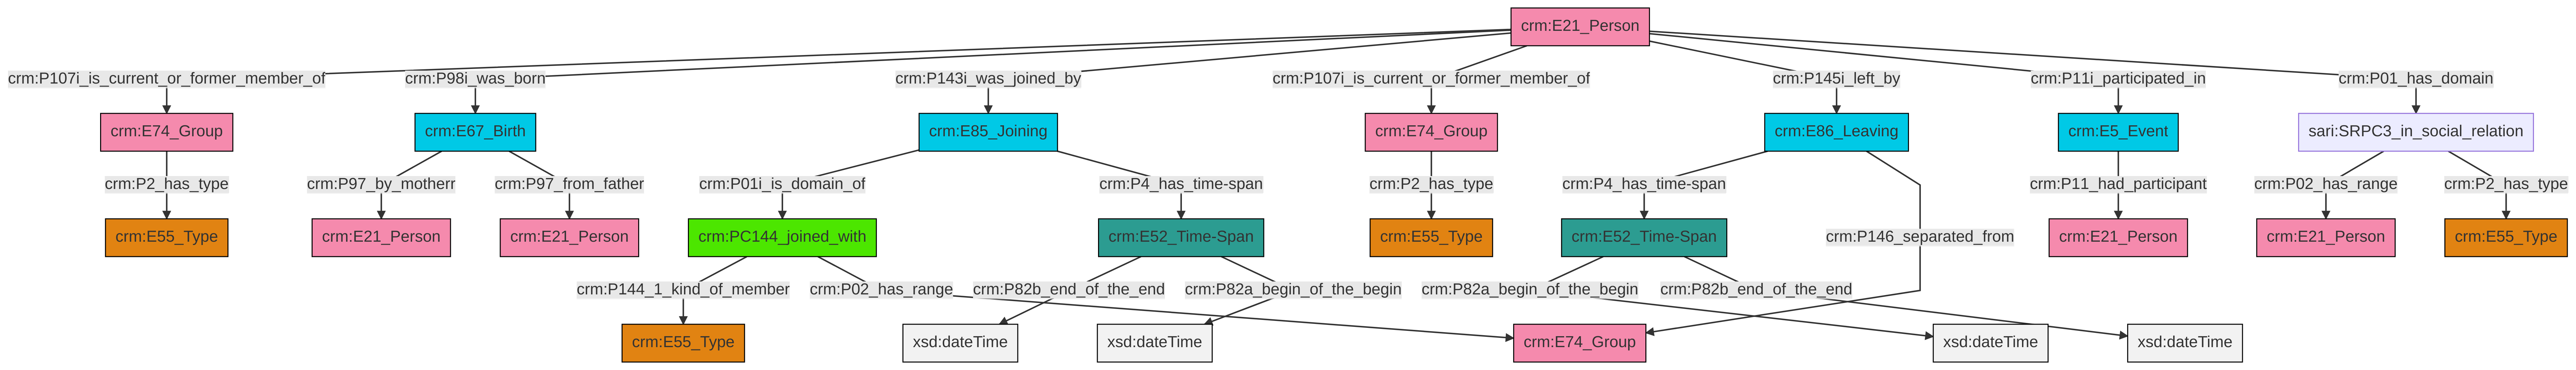 crm:E21_Person
crm:P107i_is_current_or_former_member_of
crm:P98i_was_born
crm:P143i_was_joined_by
crm:P107i_is_current_or_former_member_of
crm:P145i_left_by
crm:P11i_participated_in
crm:P01_has_domain
crm:E74_Group
crm:E67_Birth
crm:E85_Joining
crm:E74_Group
crm:E86_Leaving
crm:E5_Event
sari:SRPC3_in_social_relation
crm:P2_has_type
crm:P97_by_motherr
crm:P97_from_father
crm:P01i_is_domain_of
crm:P4_has_time-span
crm:P2_has_type
crm:P4_has_time-span
crm:P11_had_participant
crm:P02_has_range
crm:P2_has_type
crm:E55_Type
crm:E21_Person
crm:E21_Person
crm:PC144_joined_with
crm:E52_Time-Span
crm:E55_Type
crm:E52_Time-Span
crm:P146_separated_from
crm:E21_Person
crm:E21_Person
crm:E55_Type
crm:P144_1_kind_of_member
crm:P02_has_range
crm:P82b_end_of_the_end
crm:P82a_begin_of_the_begin
crm:P82a_begin_of_the_begin
crm:P82b_end_of_the_end
crm:E55_Type
xsd:dateTime
xsd:dateTime
crm:E74_Group
xsd:dateTime
xsd:dateTime